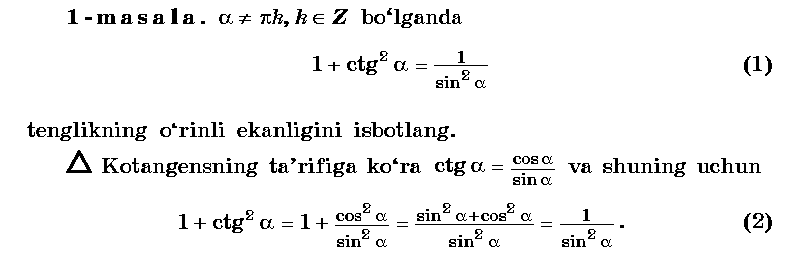 1-masala. α ≠ πk, k ∈ Z bo‘lganda
1 + ctg² α = 1/sin² α (1)
tenglikning o‘rinli ekanligini isbotlang.
△ Kotangensning ta’rifiga ko‘ra ctg α = cos α/sin α va shuning uchun
1 + ctg² α = 1 + cos² α/sin² α = sin² α+cos² α/sin² α = 1/sin² α. (2)